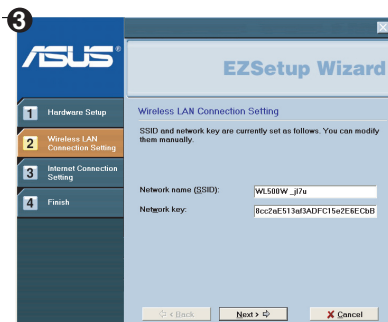 3
ASUS®
EZSetup Wizard
1 Hardware Setup
2 Wireless LAN
Connection Setting
3 Internet Connection
Setting
4 Finish
Wireless LAN Connection Setting
SSID and network key are currently set as follows. You can modify
them manually.
Network name (SSID): WL500W_jl7u
Network key:
< Back Next > Cancel